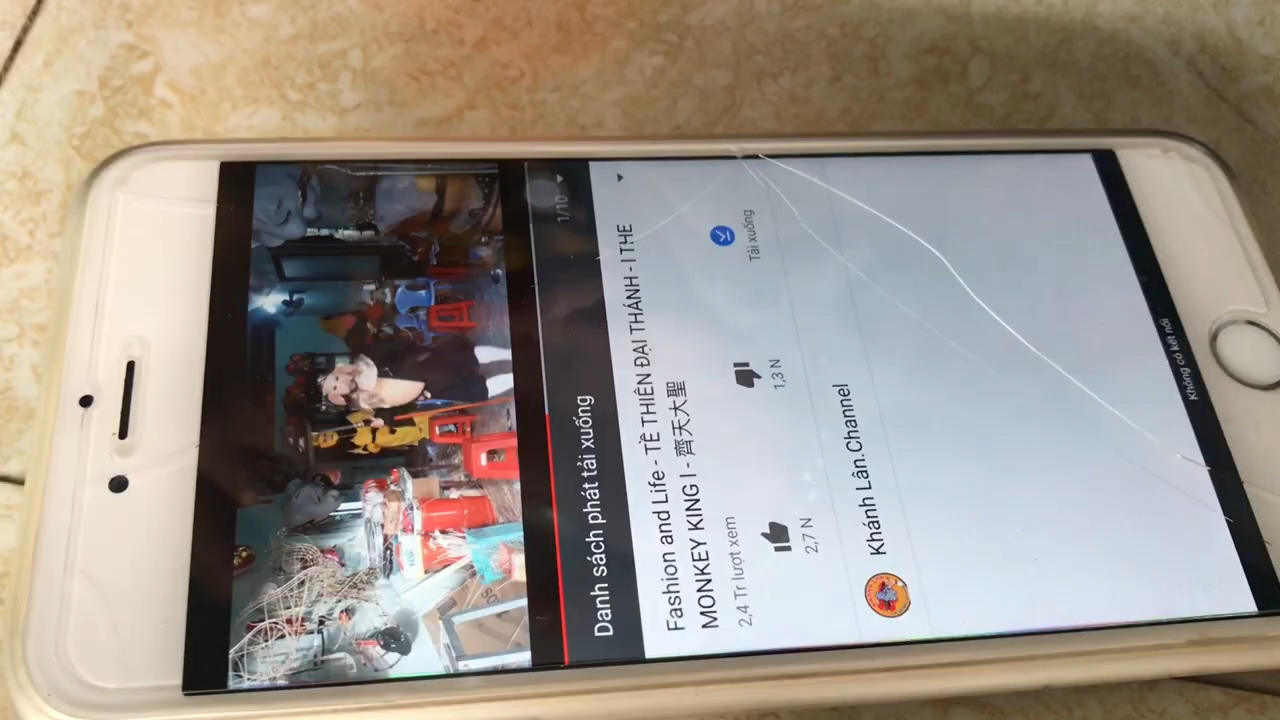 Danh sách phát tải xuống
1/10
Fashion and Life - TỀ THIÊN ĐẠI THÁNH - I THE
MONKEY KING I - 齊天大聖
2,4 Tr lượt xem
2,7 N
1,3 N
Tải xuống
Khánh Lân.Channel
Không có kết nối